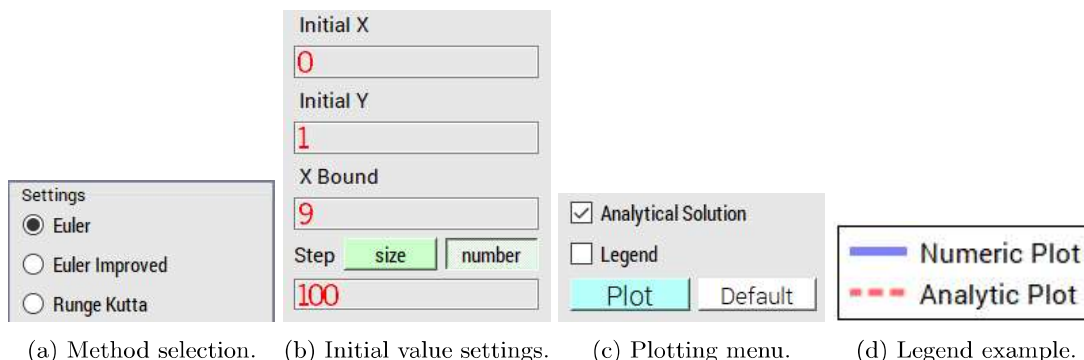 Settings
Euler
Euler Improved
Runge Kutta
(a) Method selection.
Initial X
0
Initial Y
1
X Bound
9
Step size number
100
(b) Initial value settings.
Analytical Solution
Legend
Plot Default
(c) Plotting menu.
Numeric Plot
Analytic Plot
(d) Legend example.